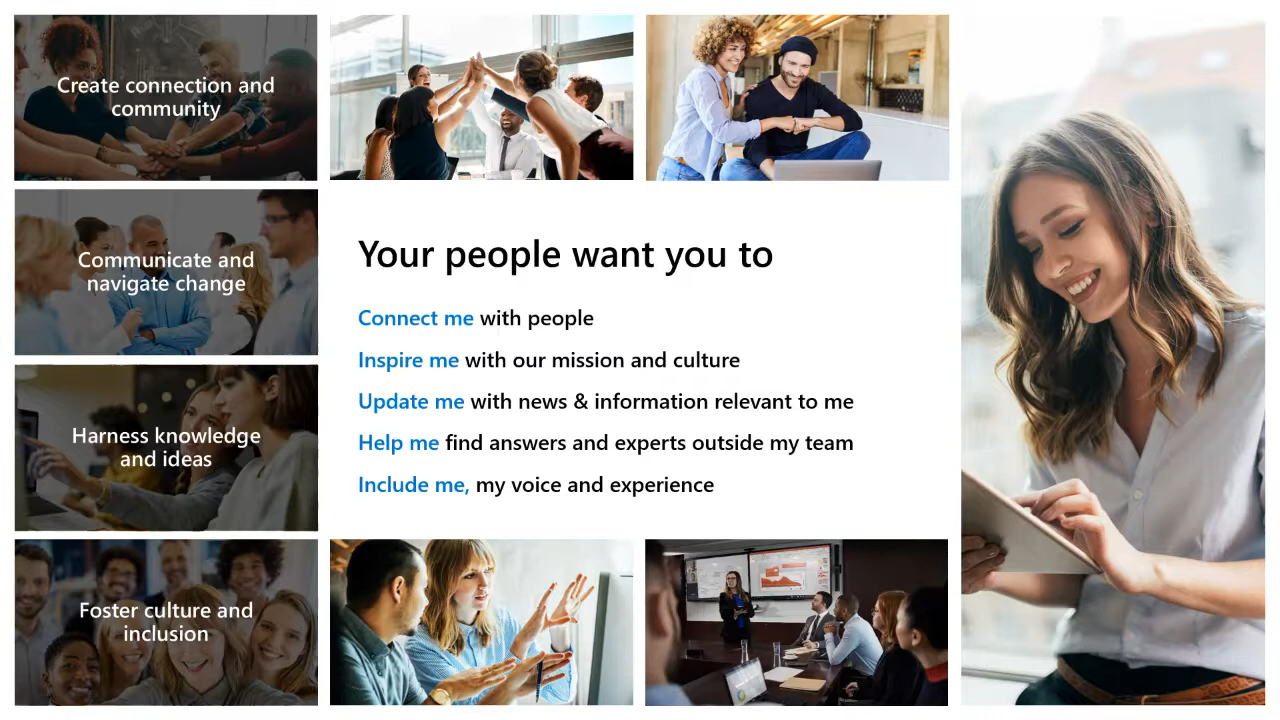 Create connection and
community
Communicate and
navigate change
Harness knowledge
and ideas
Foster culture and
inclusion
Your people want you to
Connect me with people
Inspire me with our mission and culture
Update me with news & information relevant to me
Help me find answers and experts outside my team
Include me, my voice and experience